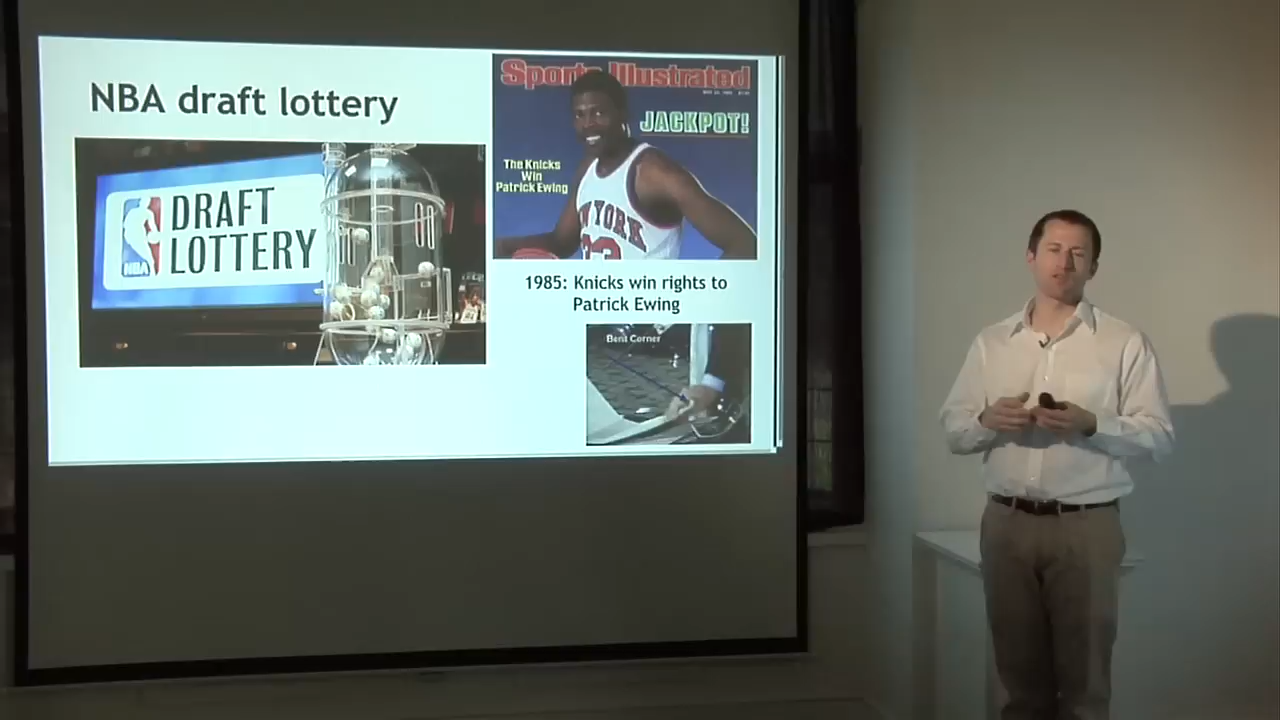 NBA draft lottery
DRAFT
LOTTERY
NBA
Sports Illustrated
JACKPOT!
The Knicks
Win
Patrick Ewing
W YORK
33
1985: Knicks win rights to
Patrick Ewing
Bent Corner